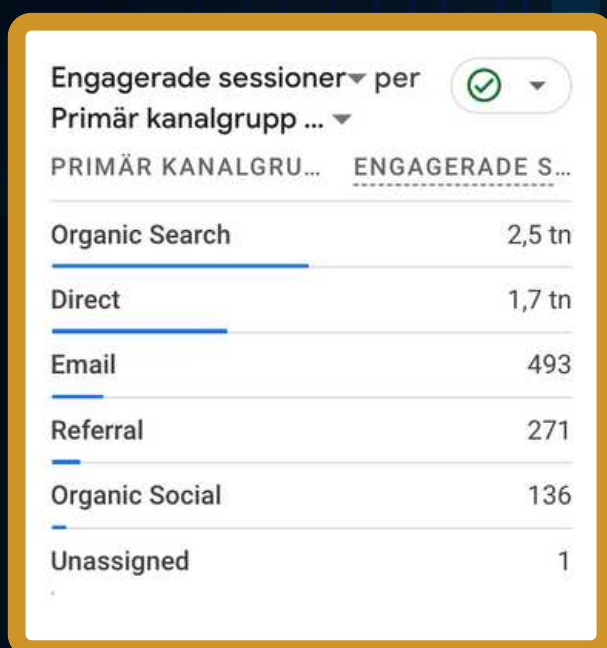 Engagerade sessioner per
Primär kanalgrupp ...
PRIMÄR KANALGRU... ENGAGERADE S...
Organic Search 2,5 tn
Direct 1,7 tn
Email 493
Referral 271
Organic Social 136
Unassigned 1